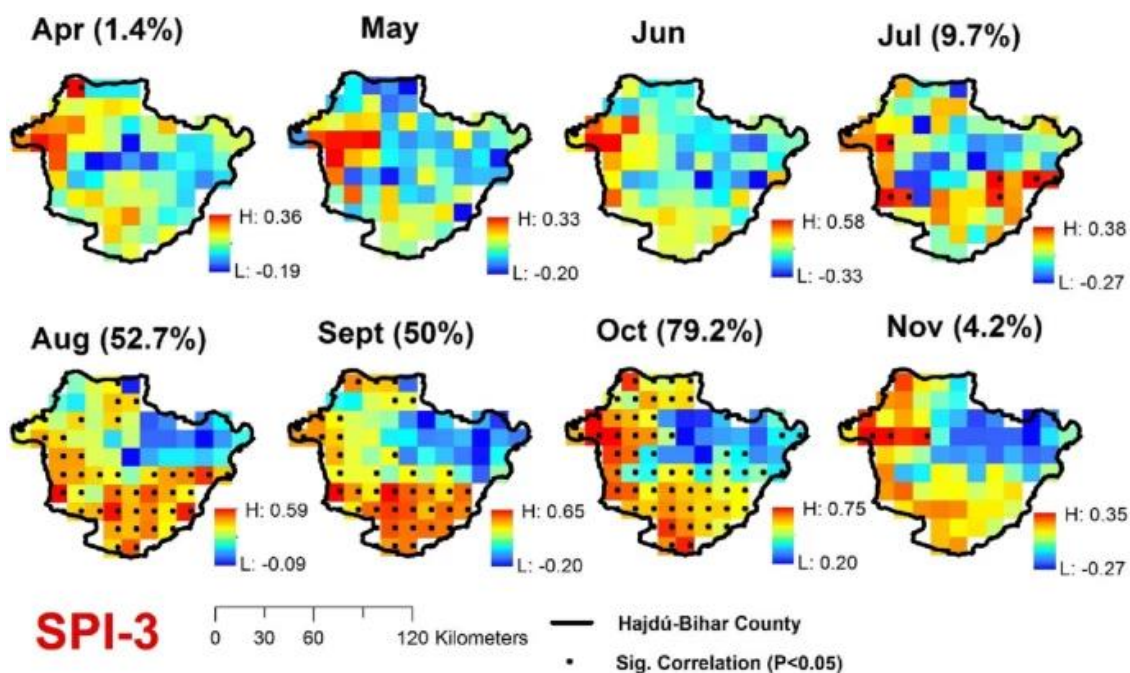 Apr (1.4%) May Jun Jul (9.7%)
H: 0.36 H: 0.33 H: 0.58 H: 0.38
L: -0.19 L: -0.20 L: -0.33 L: -0.27
Aug (52.7%) Sept (50%) Oct (79.2%) Nov (4.2%)
H: 0.59 H: 0.65 H: 0.75 H: 0.35
L: -0.09 L: -0.20 L: 0.20 L: -0.27
SPI-3
0 30 60 120 Kilometers
Hajdú-Bihar County
Sig. Correlation (P<0.05)